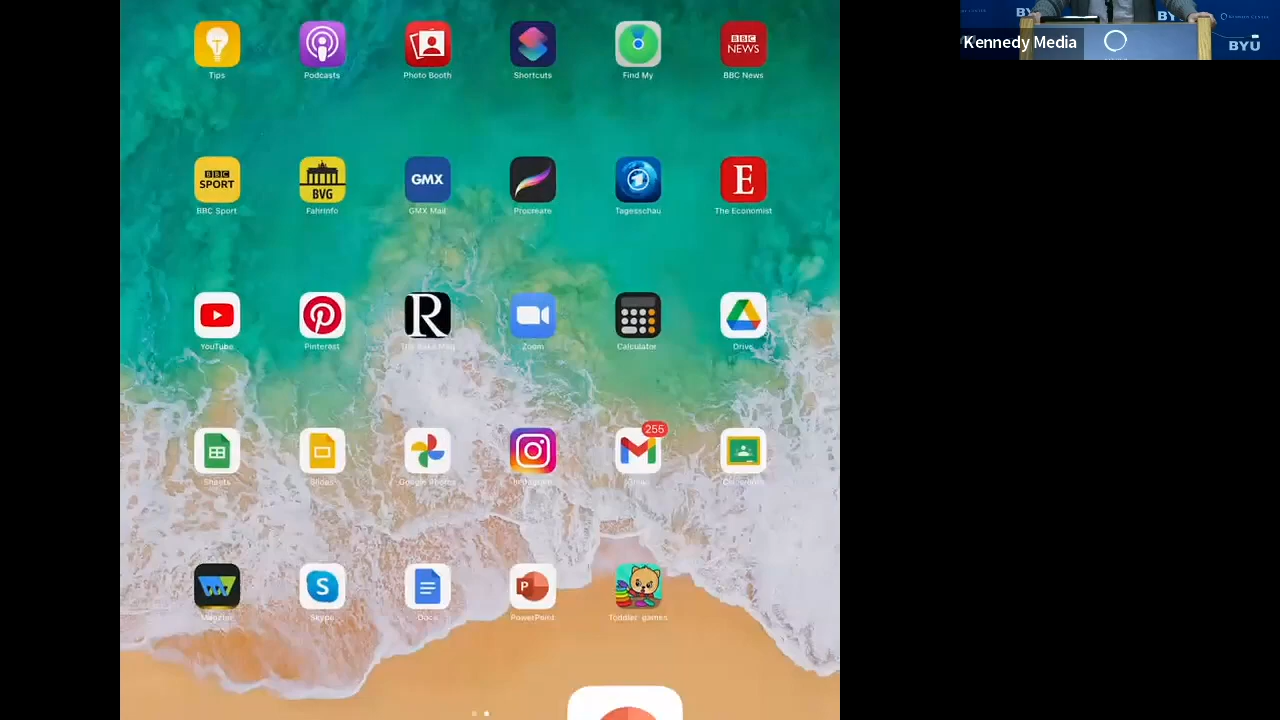 Tips Podcasts Photo Booth Shortcuts Find My BBC News
BBC NEWS
BBC Sport Fahrinfo GMX Mail Procreate Tagesschau The Economist
BBC SPORT
BVG
GMX
E
YouTube Pinterest Zoom Calculator Drive
R
Sheets Slides Google Photos Instagram Gmail Classroom
255
Skype Docs PowerPoint Toddler games
S
P
Kennedy Media
BYU